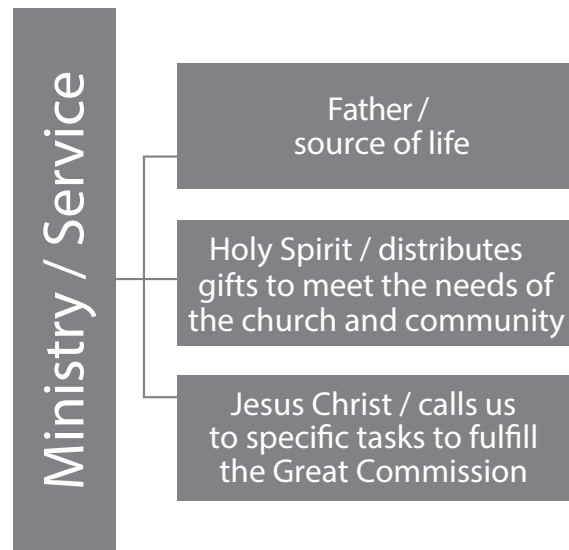 Ministry / Service
Father /
source of life
Holy Spirit / distributes
gifts to meet the needs of
the church and community
Jesus Christ / calls us
to specific tasks to fulfill
the Great Commission